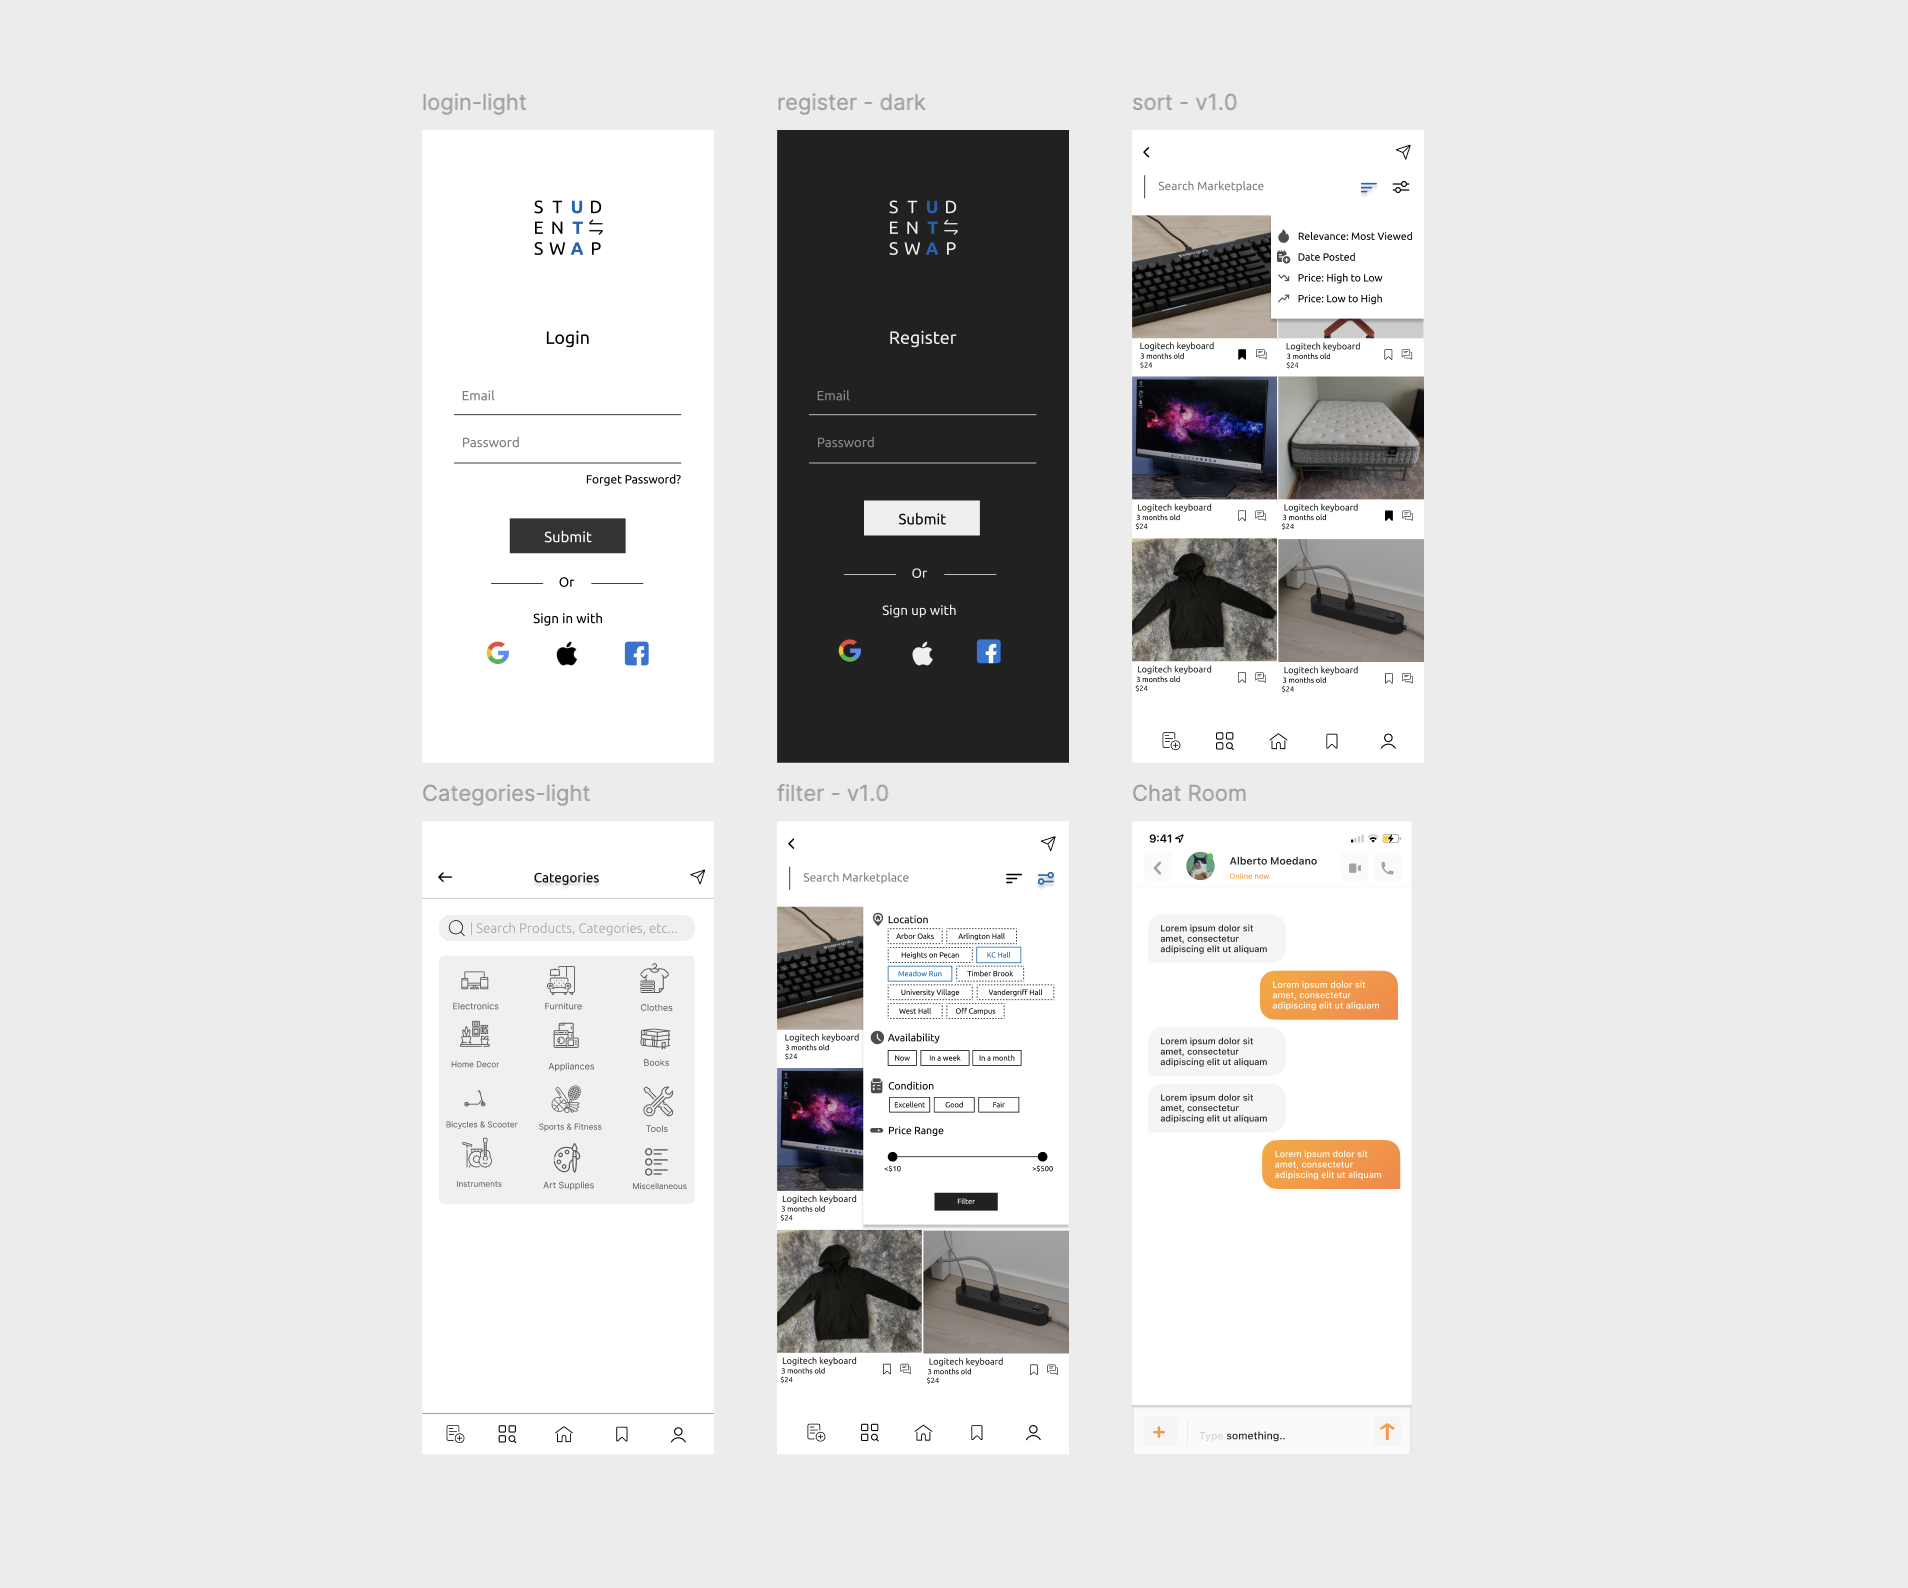 login-light
STUD
ENT
SWAP
Login
Email
Password
Forget Password?
Submit
Or
Sign in with
register - dark
STUD
ENT
SWAP
Register
Email
Password
Submit
Or
Sign up with
sort - v1.0
Search Marketplace
Relevance: Most Viewed
Date Posted
Price: High to Low
Price: Low to High
Logitech keyboard
3 months old
$24
Logitech keyboard
3 months old
$24
Logitech keyboard
3 months old
$24
Logitech keyboard
3 months old
$24
Logitech keyboard
3 months old
$24
Logitech keyboard
3 months old
$24
Categories-light
Categories
Search Products, Categories, etc...
Electronics
Furniture
Clothes
Home Decor
Appliances
Books
Bicycles & Scooter
Sports & Fitness
Tools
Instruments
Art Supplies
Miscellaneous
filter - v1.0
Search Marketplace
Location
Arbor Oaks
Arlington Hall
Heights on Pecan
KC Hall
Meadow Run
Timber Brook
University Village
Vandergriff Hall
West Hall
Off Campus
Availability
Now
In a week
In a month
Condition
Excellent
Good
Fair
Price Range
<$10
>$500
Filter
Logitech keyboard
3 months old
$24
Logitech keyboard
3 months old
$24
Logitech keyboard
3 months old
$24
Logitech keyboard
3 months old
$24
Chat Room
9:41
Alberto Moedano
Online now
Lorem ipsum dolor sit
amet, consectetur
adipiscing elit ut aliquam
Lorem ipsum dolor sit
amet, consectetur
adipiscing elit ut aliquam
Lorem ipsum dolor sit
amet, consectetur
adipiscing elit ut aliquam
Lorem ipsum dolor sit
amet, consectetur
adipiscing elit ut aliquam
Lorem ipsum dolor sit
amet, consectetur
adipiscing elit ut aliquam
Type something..